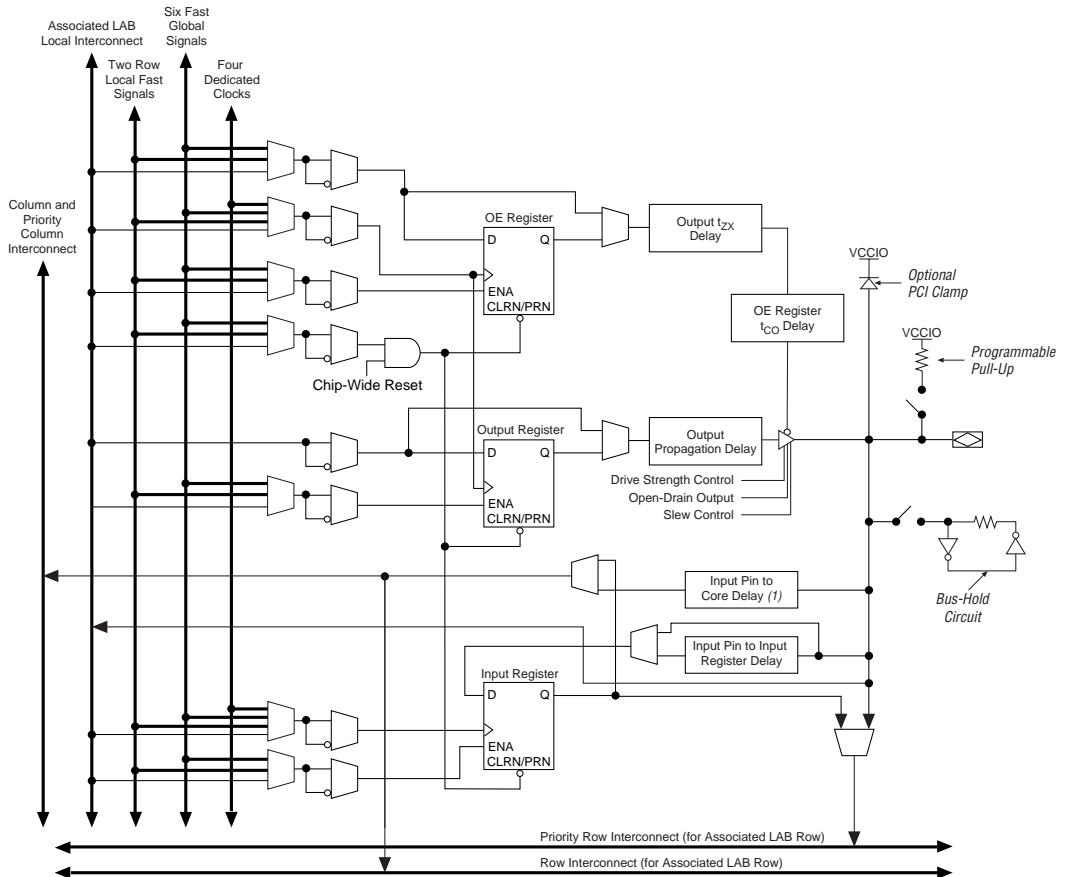 Six Fast
Global
Signals
Associated LAB
Local Interconnect
Two Row
Local Fast
Signals
Four
Dedicated
Clocks
Column and
Priority
Column
Interconnect
OE Register
D
Q
ENA
CLRN/PRN
Output tZX
Delay
VCCIO
Optional
PCI Clamp
OE Register
tCO Delay
VCCIO
Programmable
Pull-Up
Chip-Wide Reset
Output Register
D
Q
ENA
CLRN/PRN
Output
Propagation Delay
Drive Strength Control
Open-Drain Output
Slew Control
Input Pin to
Core Delay (1)
Bus-Hold
Circuit
Input Pin to Input
Register Delay
Input Register
D
Q
ENA
CLRN/PRN
Priority Row Interconnect (for Associated LAB Row)
Row Interconnect (for Associated LAB Row)